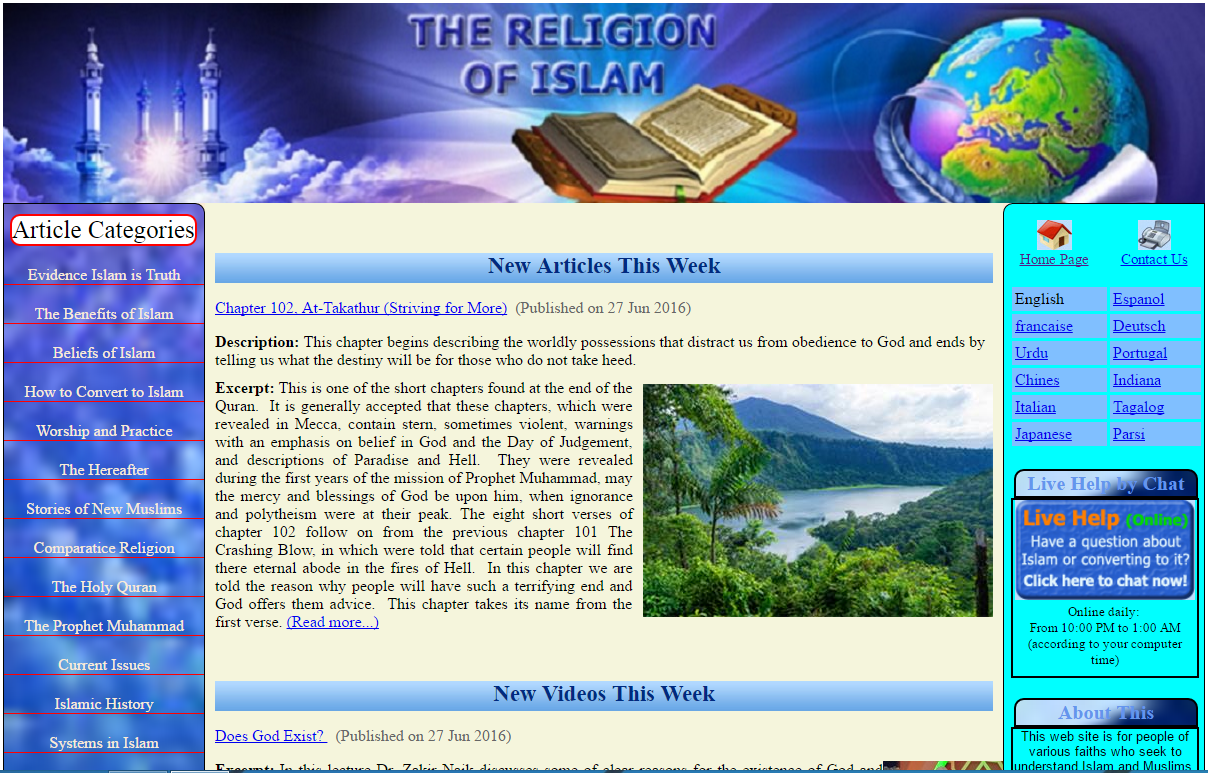 THE RELIGION
OF ISLAM
Article Categories
Evidence Islam is Truth
The Benefits of Islam
Beliefs of Islam
How to Convert to Islam
Worship and Practice
The Hereafter
Stories of New Muslims
Comparatice Religion
The Holy Quran
The Prophet Muhammad
Current Issues
Islamic History
Systems in Islam
New Articles This Week
Chapter 102, At-Takathur (Striving for More) (Published on 27 Jun 2016)
Description: This chapter begins describing the worldly possessions that distract us from obedience to God and ends by
telling us what the destiny will be for those who do not take heed.
Excerpt: This is one of the short chapters found at the end of the
Quran. It is generally accepted that these chapters, which were
revealed in Mecca, contain stern, sometimes violent, warnings
with an emphasis on belief in God and the Day of Judgement,
and descriptions of Paradise and Hell. They were revealed
during the first years of the mission of Prophet Muhammad, may
the mercy and blessings of God be upon him, when ignorance
and polytheism were at their peak. The eight short verses of
chapter 102 follow on from the previous chapter 101 The
Crashing Blow, in which were told that certain people will find
there eternal abode in the fires of Hell. In this chapter we are
told the reason why people will have such a terrifying end and
God offers them advice. This chapter takes its name from the
first verse. (Read more...)
New Videos This Week
Does God Exist? (Published on 27 Jun 2016)
Excerpt: In this lecture Dr. Zakir Naik discusses some of clear reasons for the existence of God and
Home Page
Contact Us
English
Espanol
francaise
Deutsch
Urdu
Portugal
Chines
Indiana
Italian
Tagalog
Japanese
Parsi
Live Help by Chat
Live Help (Online)
Have a question about
Islam or converting to it?
Click here to chat now!
Online daily:
From 10:00 PM to 1:00 AM
(according to your computer
time)
About This
This web site is for people of
various faiths who seek to
understand Islam and Muslims